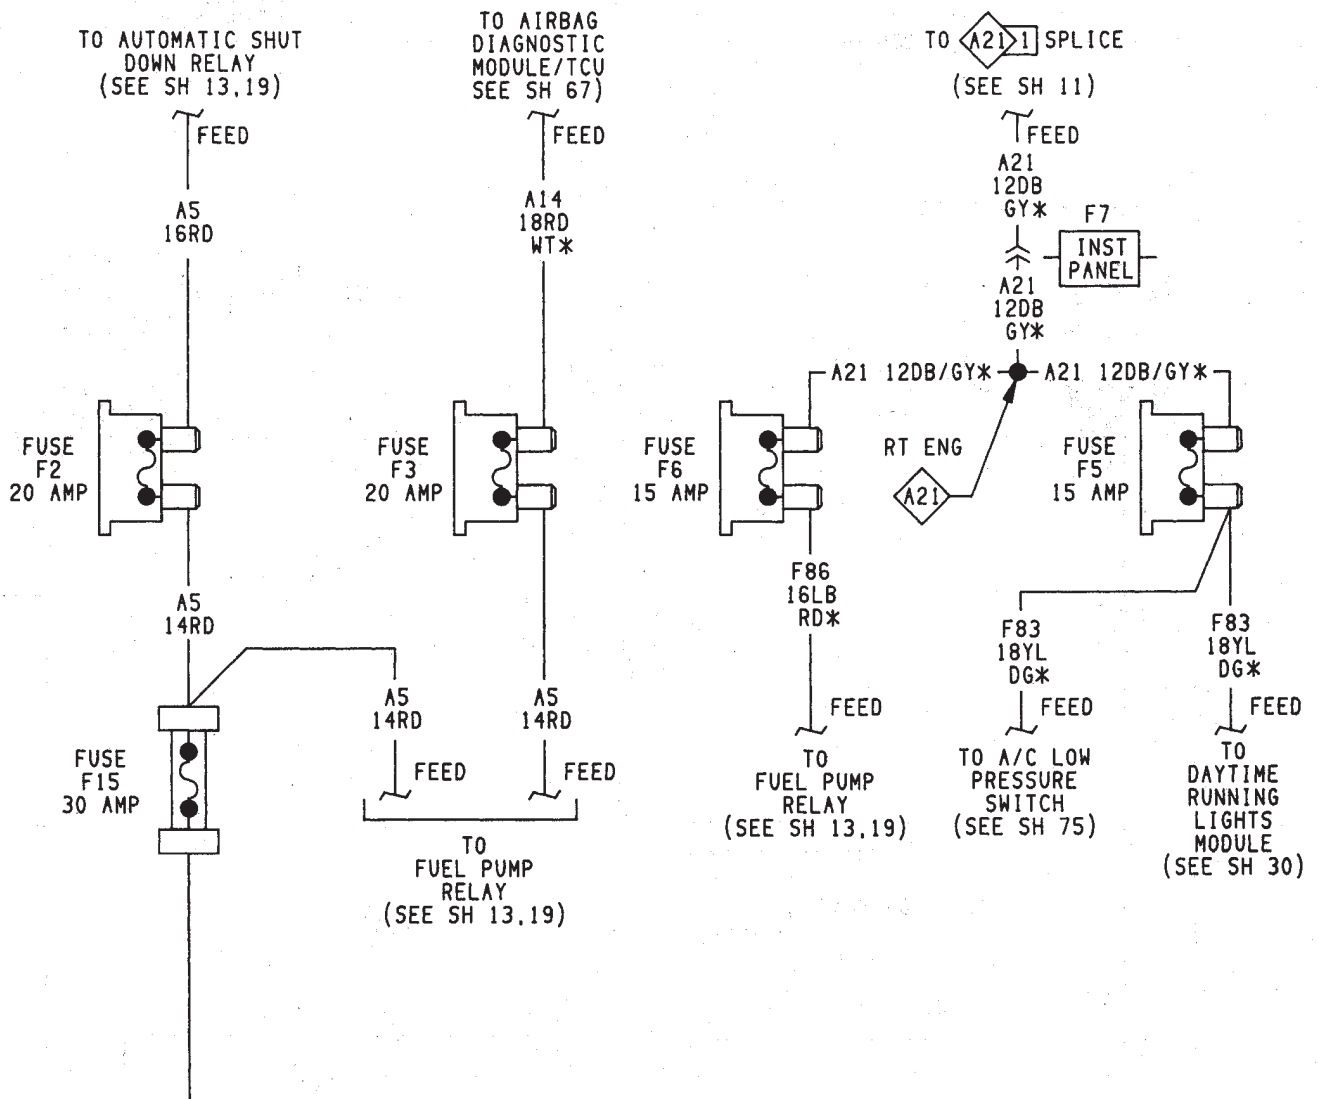 TO AUTOMATIC SHUT
DOWN RELAY
(SEE SH 13,19)
FEED
A5
16RD
FUSE
F2
20 AMP
A5
14RD
FUSE
F15
30 AMP
TO AIRBAG
DIAGNOSTIC
MODULE/TCU
SEE SH 67)
FEED
A14
18RD
WT*
FUSE
F3
20 AMP
A5
14RD
FEED
A5
14RD
FEED
TO
FUEL PUMP
RELAY
(SEE SH 13,19)
TO A21 1 SPLICE
(SEE SH 11)
FEED
A21
12DB
GY*
F7
INST
PANEL
A21
12DB
GY*
A21 12DB/GY*
A21 12DB/GY*
RT ENG
A21
FUSE
F6
15 AMP
F86
16LB
RD*
FEED
TO
FUEL PUMP
RELAY
(SEE SH 13,19)
FUSE
F5
15 AMP
F83
18YL
DG*
FEED
TO A/C LOW
PRESSURE
SWITCH
(SEE SH 75)
F83
18YL
DG*
FEED
TO
DAYTIME
RUNNING
LIGHTS
MODULE
(SEE SH 30)